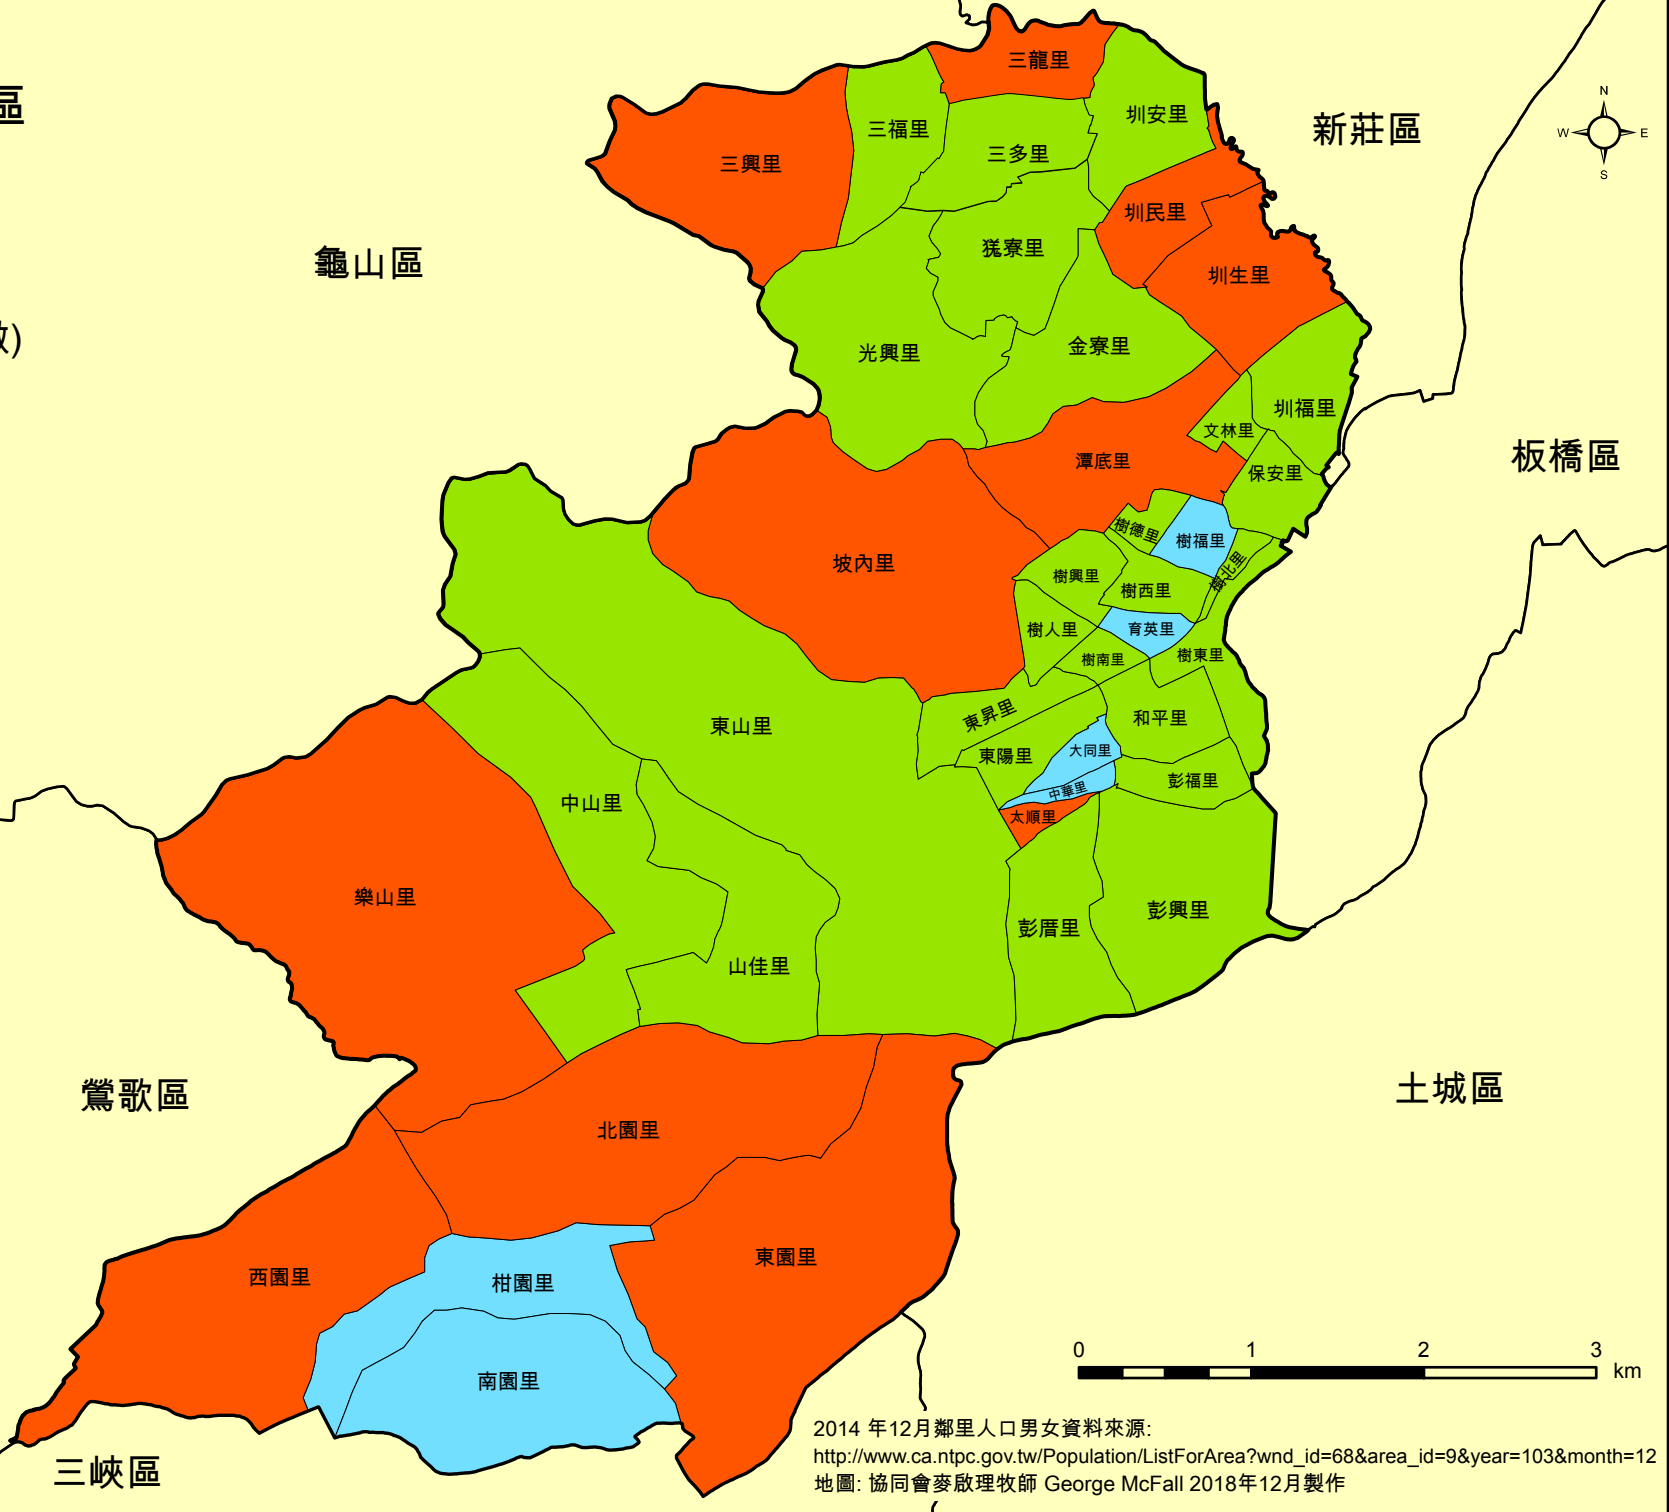 三龍里
區
N
圳安里
新莊區
三福里
W
E
三多里
三興里
S
圳民里
獇寮里
龜山區
圳生里
數)
金寮里
光興里
圳福里
文林里
板橋區
潭底里
保安里
樹德里
樹福里
坡內里
樹北里
樹興里
樹西里
樹人里
育英里
樹東里
樹南里
東昇里
和平里
東山里
大同里
東陽里
彭福里
中華里
中山里
太順里
樂山里
彭興里
彭厝里
山佳里
鶯歌區
土城區
北園里
東園里
西園里
柑園里
0 1 2 3
km
南園里
2014 年12月鄰里人口男女資料來源:
http://www.ca.ntpc.gov.tw/Population/ListForArea?wnd_id=68&area_id=9&year=103&month=12
三峽區
地圖: 協同會麥啟理牧師 George McFall 2018年12月製作